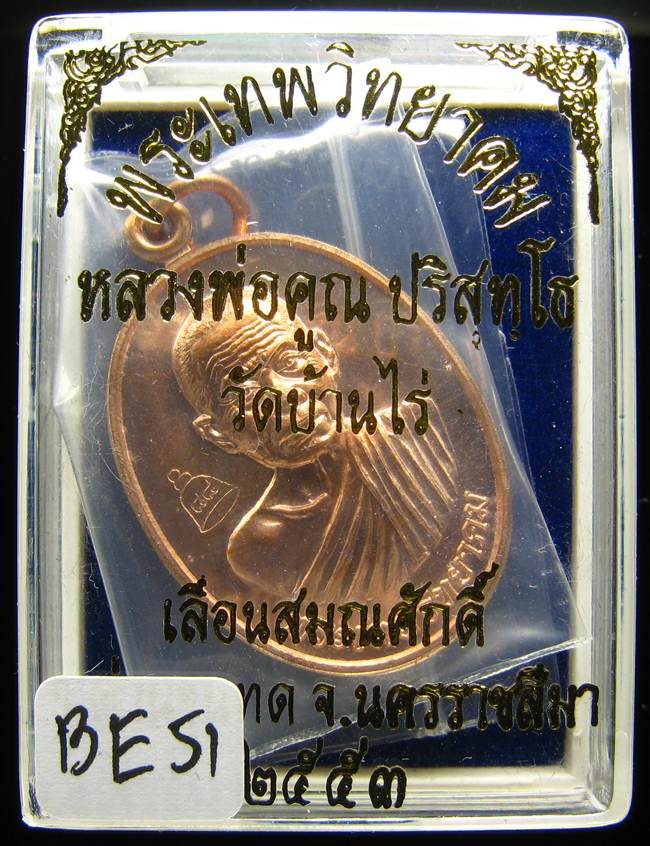 พระเทพวิทยาคม
หลวงพ่อคูณ ปริสุทฺโธ
วัดบ้านไร่
เลื่อนสมณศักดิ์
ทด จ.นครราชสีมา
๒๕๕๓
BE51